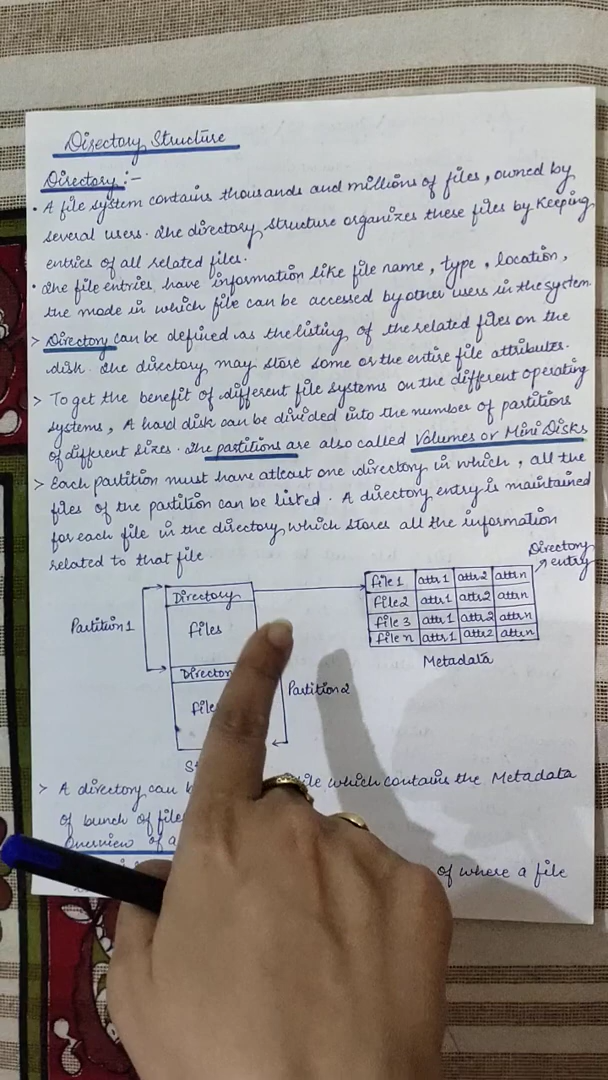 Directory Structure
Directory :-
• A file system contains thousands and millions of files, owned by
several users. The directory structure organizes these files by keeping
entries of all related files.
• The file entries have information like file name, type, location,
the mode in which file can be accessed by other users in the system
> Directory can be defined as the listing of the related files on the
disk. The directory may store some or the entire file attributes.
> To get the benefit of different file systems on the different operating
systems, A hard disk can be divided into the number of partitions
of different sizes. The partitions are also called Volumes or Mini Disks
> Each partition must have atleast one directory in which, all the
files of the partition can be listed. A directory entry is maintained
for each file in the directory which stores all the information
related to that file
Directory
entry
Partition 1
Directory
files
Director
file
Partition 2
file 1 attr 1 attr 2 attr n
file 2 attr 1 attr 2 attr n
file 3 attr 1 attr 2 attr n
file n attr 1 attr 2 attr n
Metadata
> A directory can which contains the Metadata
of bunch of file
Overview of a
of where a file